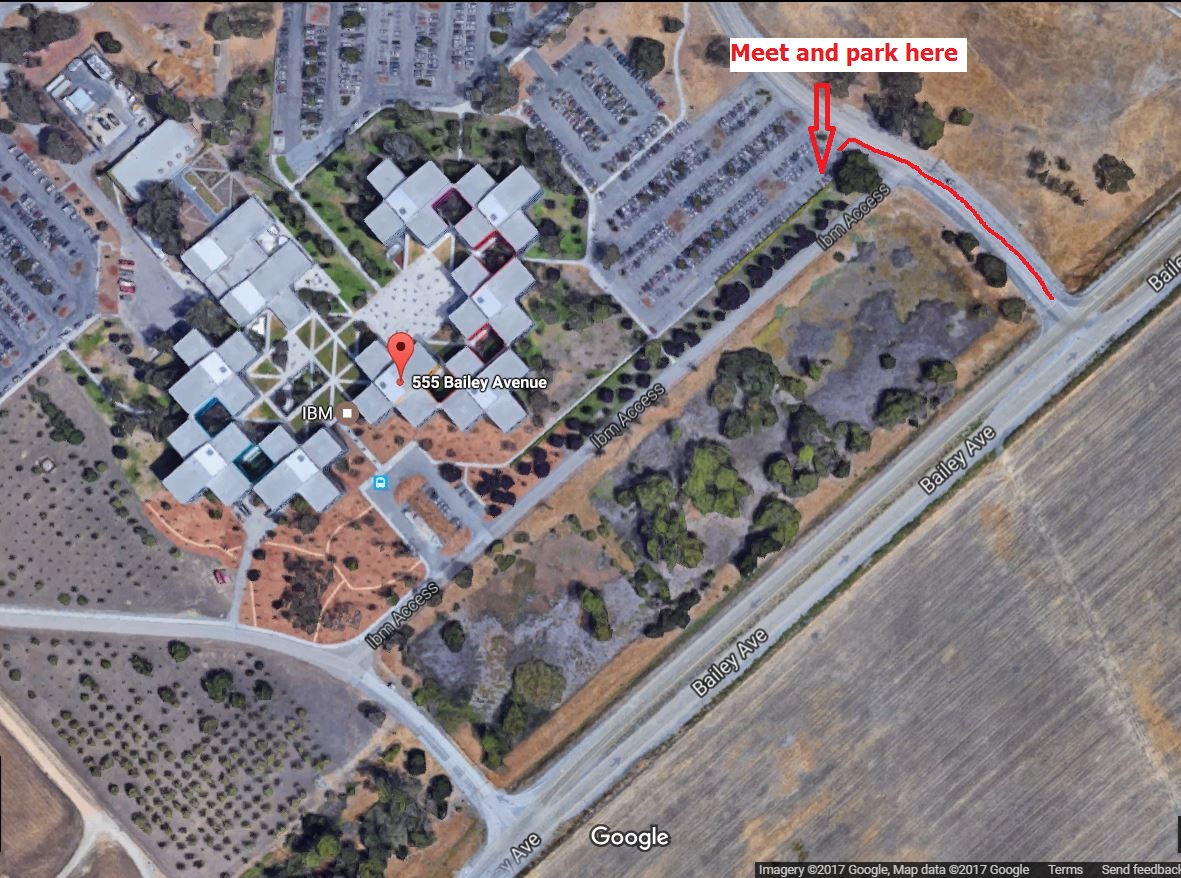 Meet and park here
Ibm Access
Baile
555 Bailey Avenue
IBM
Ibm Access
Bailey Ave
Ibm Access
Bailey Ave
y Ave
Google
Imagery ©2017 Google, Map data ©2017 Google Terms Send feedback